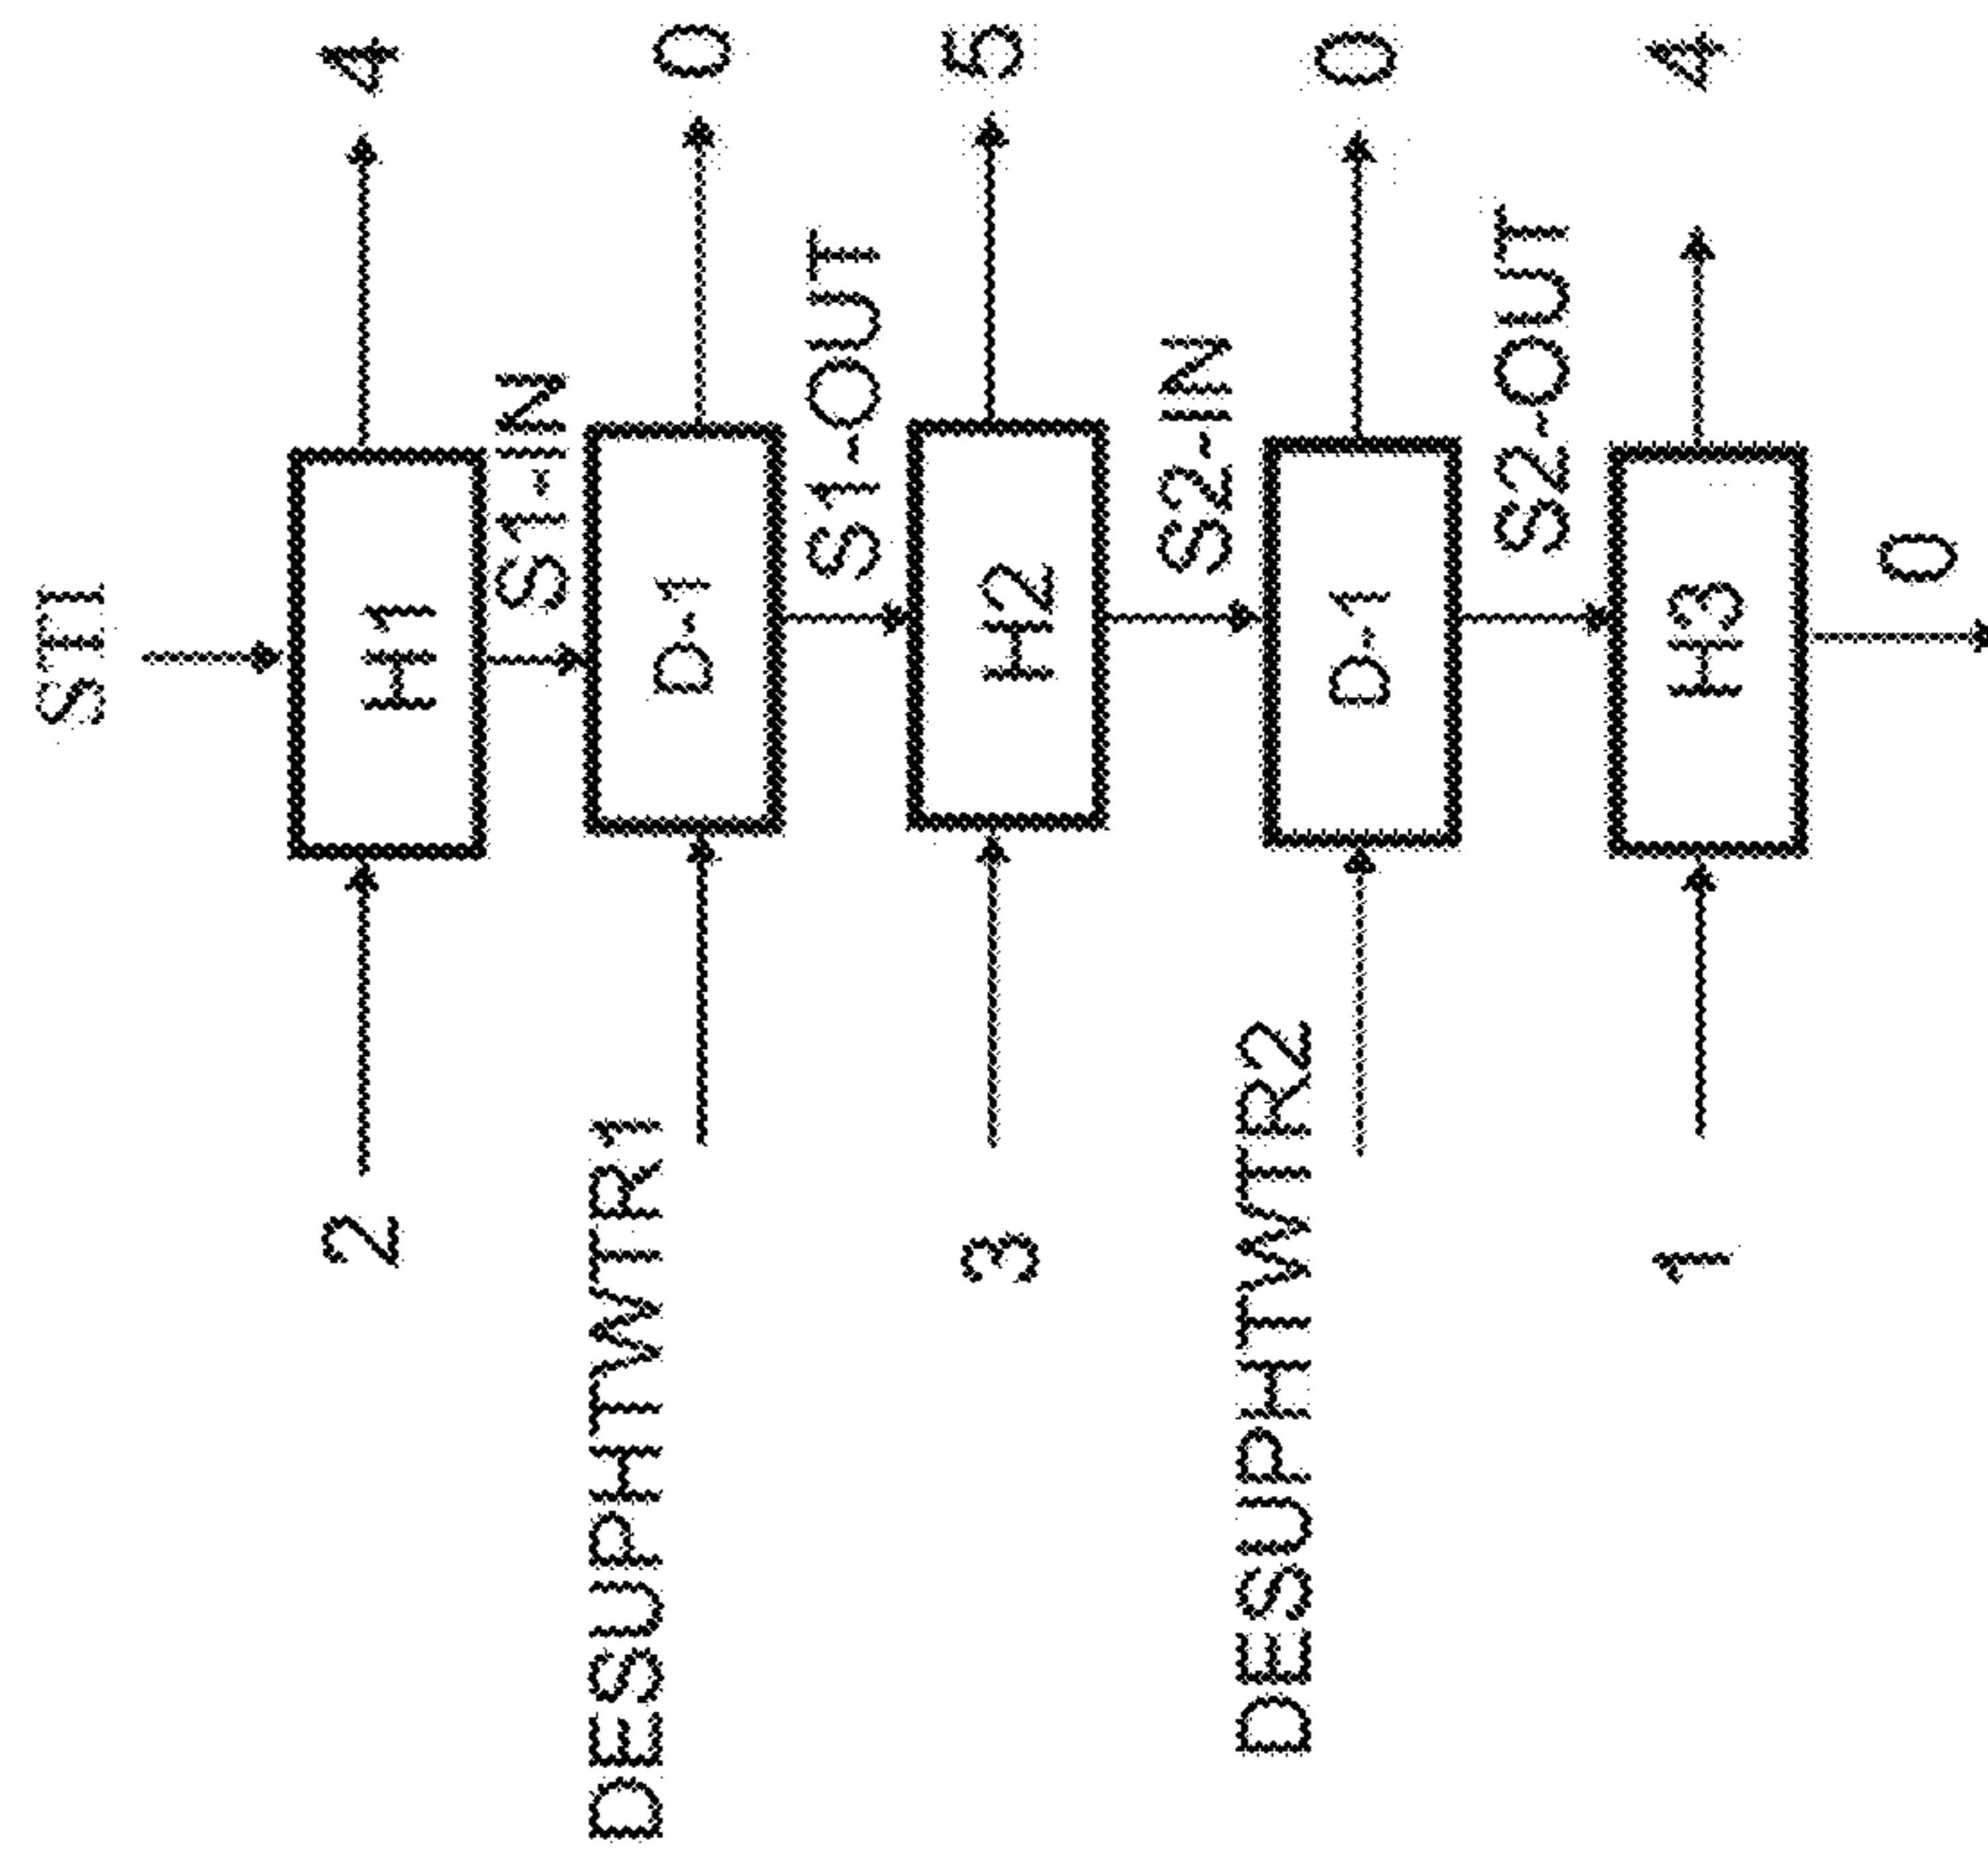 STI
2 H1 4
S1-IN
DESUPHTWTR1
D-1 0
S1-OUT
3 H2 5
S2-IN
DESUPHTWTR2
D-1 0
S2-OUT
1 H3 4
0